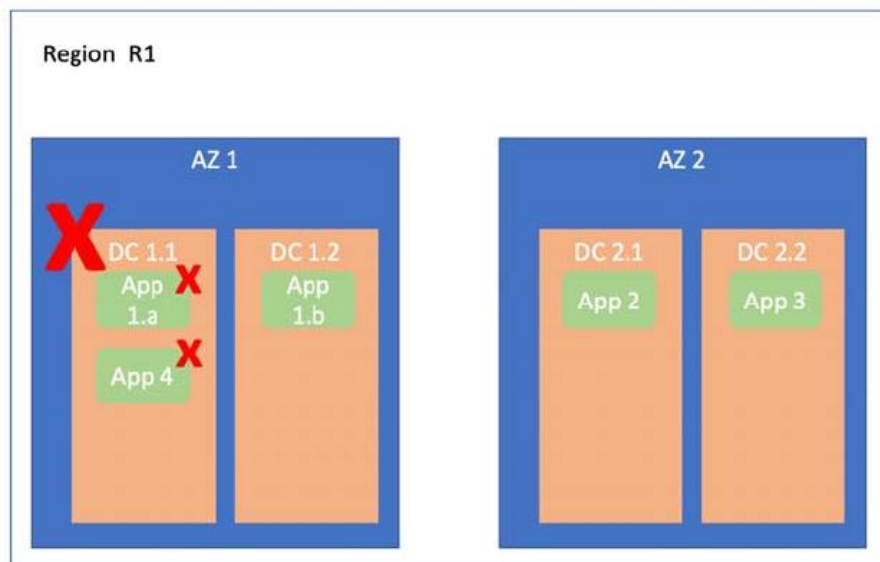 Region R1
AZ 1
AZ 2
DC 1.1
DC 1.2
DC 2.1
DC 2.2
App
1.a
App
1.b
App 2
App 3
App 4